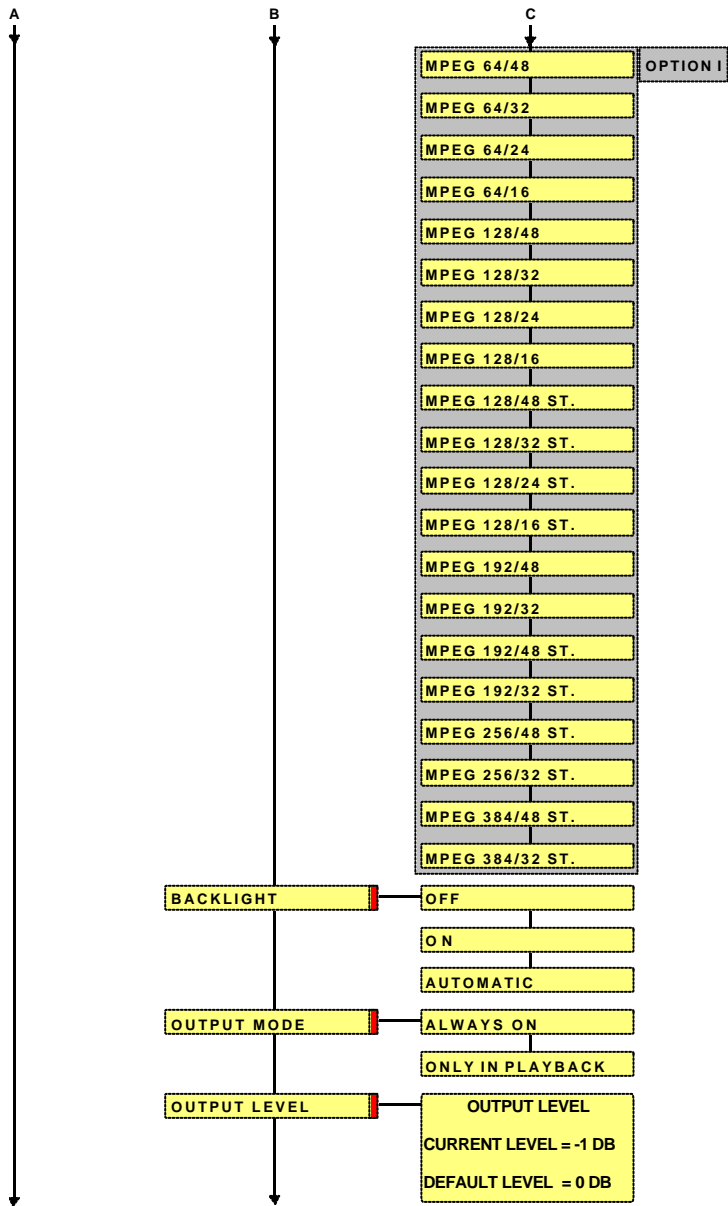 A B C
MPEG 64/48 OPTION I
MPEG 64/32
MPEG 64/24
MPEG 64/16
MPEG 128/48
MPEG 128/32
MPEG 128/24
MPEG 128/16
MPEG 128/48 ST.
MPEG 128/32 ST.
MPEG 128/24 ST.
MPEG 128/16 ST.
MPEG 192/48
MPEG 192/32
MPEG 192/48 ST.
MPEG 192/32 ST.
MPEG 256/48 ST.
MPEG 256/32 ST.
MPEG 384/48 ST.
MPEG 384/32 ST.
BACKLIGHT OFF
ON
AUTOMATIC
OUTPUT MODE ALWAYS ON
ONLY IN PLAYBACK
OUTPUT LEVEL OUTPUT LEVEL
CURRENT LEVEL = -1 DB
DEFAULT LEVEL = 0 DB